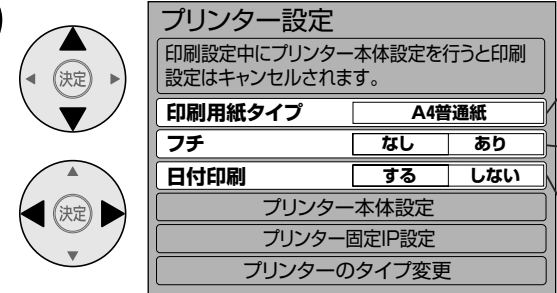 プリンター設定
印刷設定中にプリンター本体設定を行うと印刷
設定はキャンセルされます。
印刷用紙タイプ A4普通紙
フチ なし あり
日付印刷 する しない
プリンター本体設定
プリンター固定IP設定
プリンターのタイプ変更
決定
決定